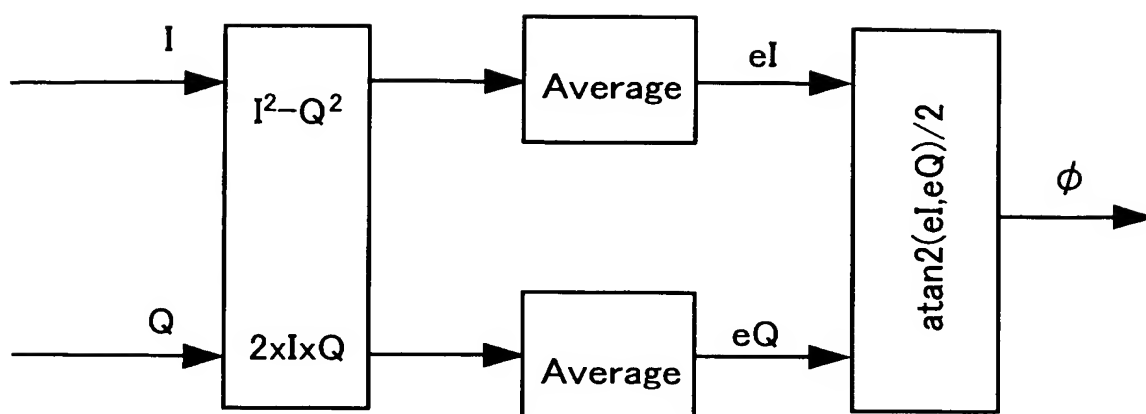 I
I²−Q²
Average
eI
atan2(eI,eQ)/2
ϕ
Q
2xIxQ
Average
eQ